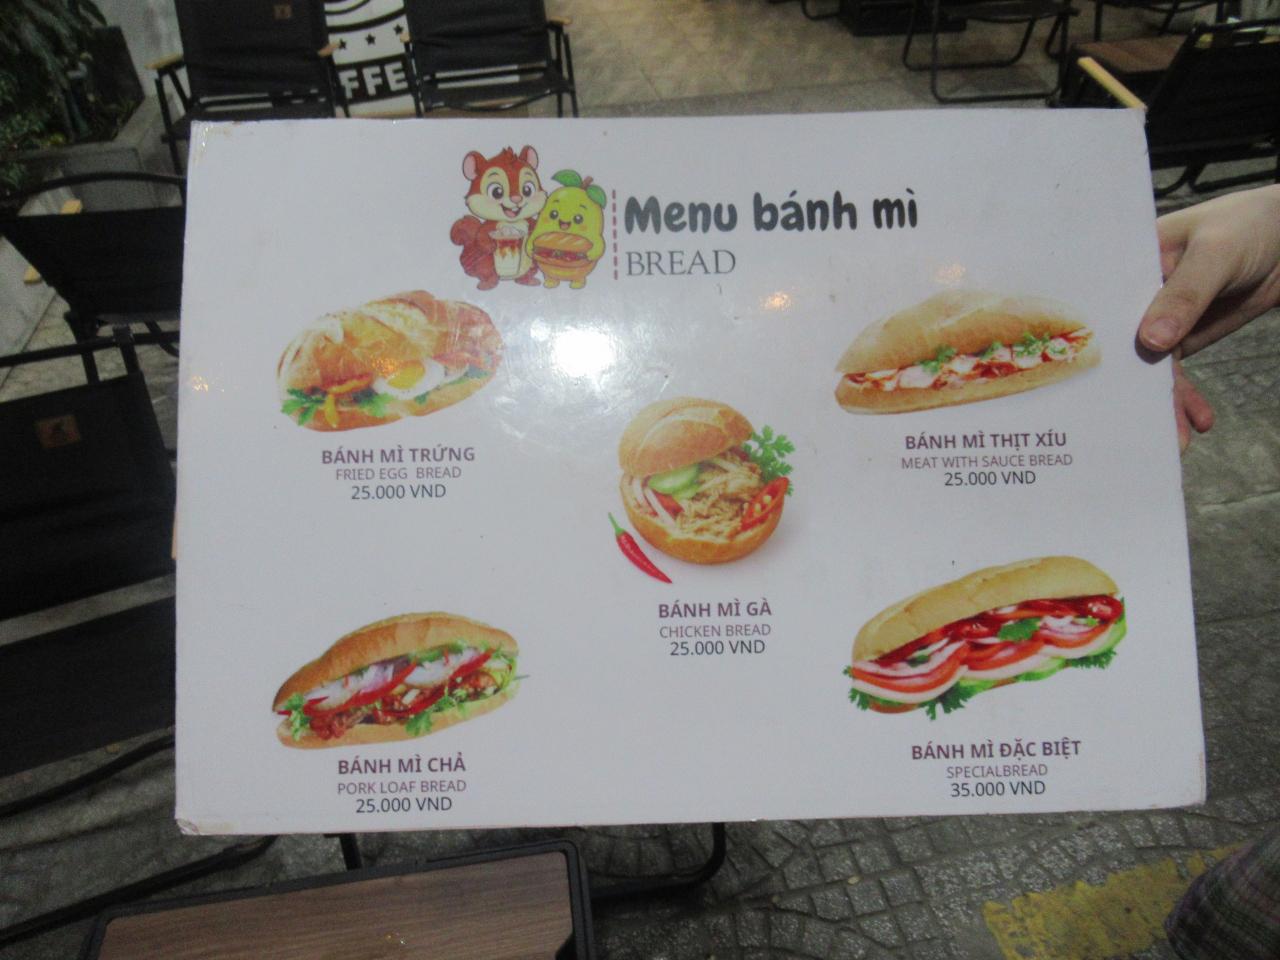 FFE
Menu bánh mì
BREAD
BÁNH MÌ TRỨNG
FRIED EGG BREAD
25.000 VND
BÁNH MÌ THỊT XÍU
MEAT WITH SAUCE BREAD
25.000 VND
BÁNH MÌ GÀ
CHICKEN BREAD
25.000 VND
BÁNH MÌ CHẢ
PORK LOAF BREAD
25.000 VND
BÁNH MÌ ĐẶC BIỆT
SPECIALBREAD
35.000 VND